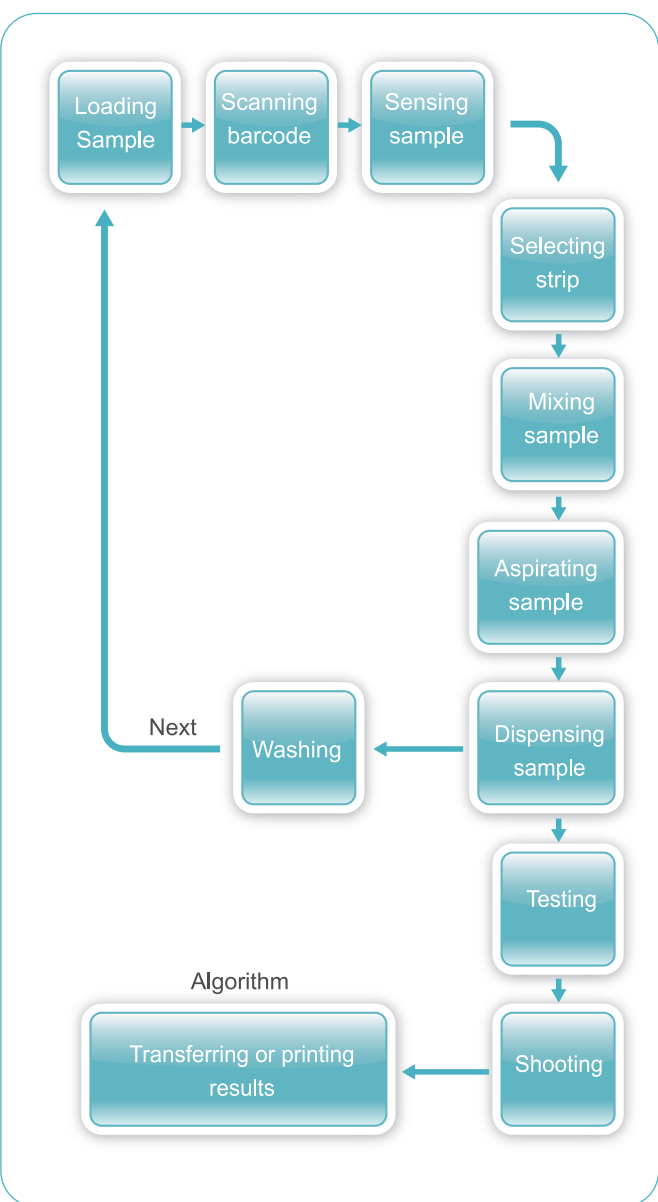 Loading
Sample
Scanning
barcode
Sensing
sample
Selecting
strip
Mixing
sample
Aspirating
sample
Dispensing
sample
Washing
Next
Testing
Shooting
Algorithm
Transferring or printing
results